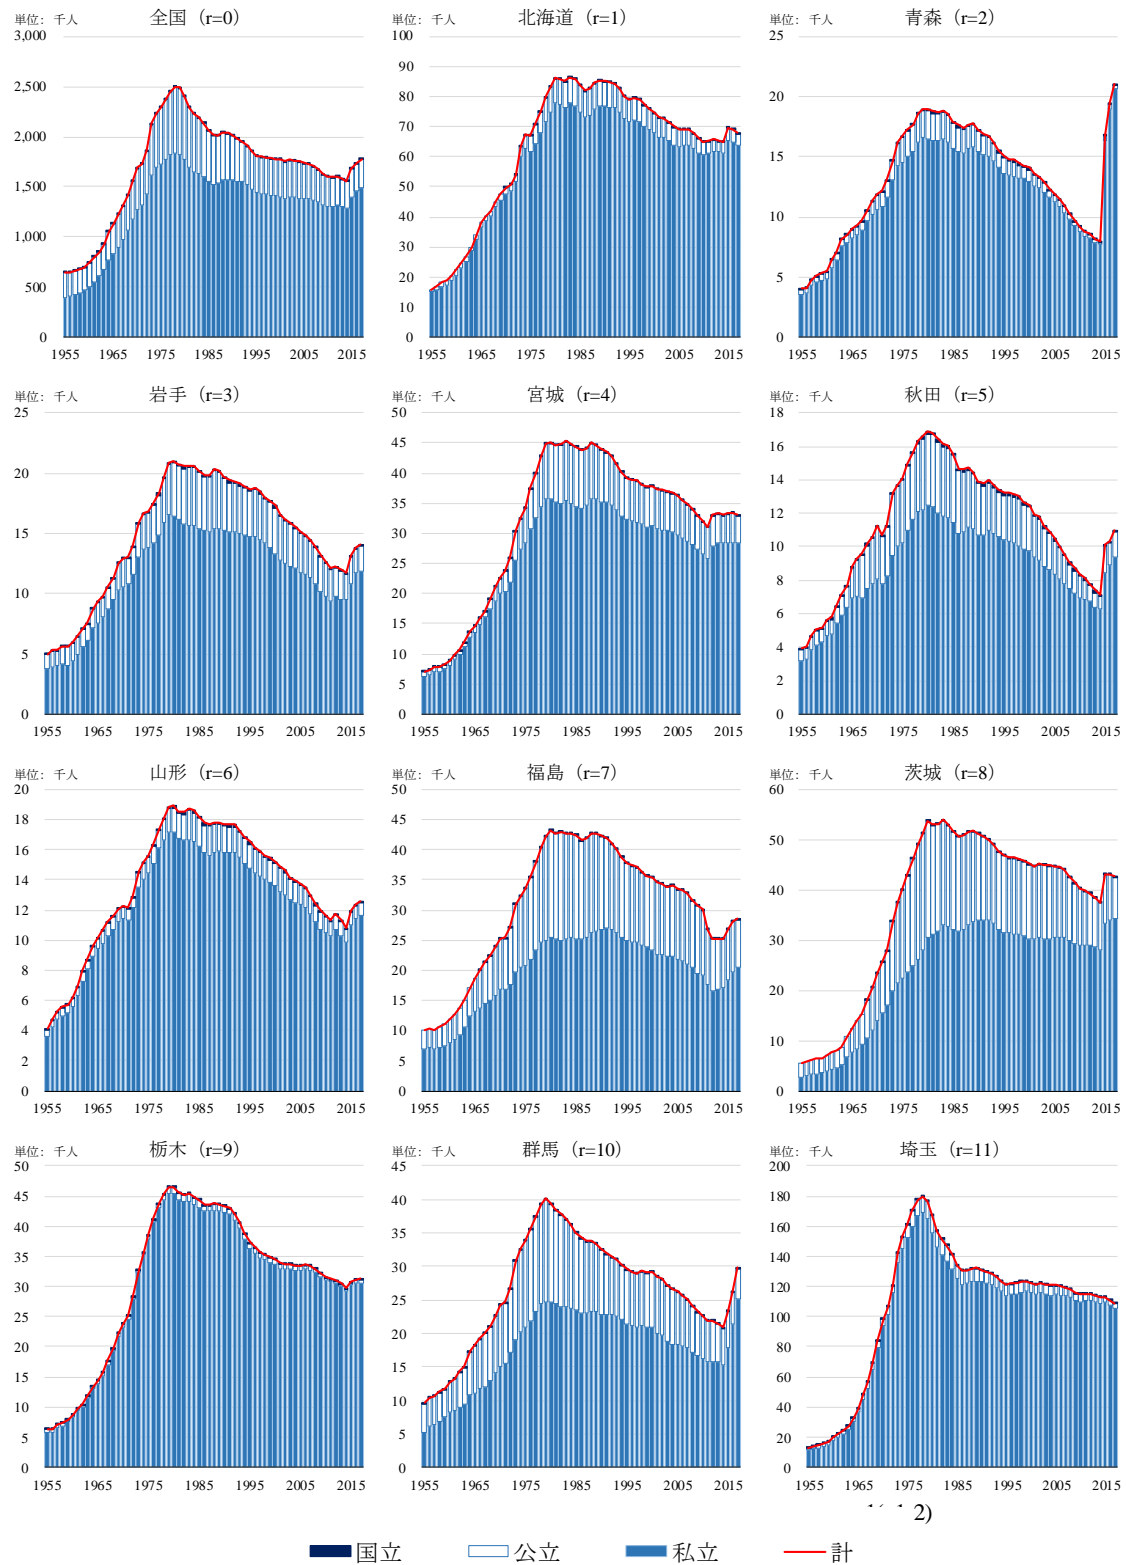 単位：千人 全国（r=0） 単位：千人 北海道（r=1） 単位：千人 青森（r=2）
3,000 100 25
90
2,500 80 20
2,000 70
60 15
1,500 50
40 10
1,000 30
500 20 5
10
0 0 0
1955 1965 1975 1985 1995 2005 2015 1955 1965 1975 1985 1995 2005 2015 1955 1965 1975 1985 1995 2005 2015
単位：千人 岩手（r=3） 単位：千人 宮城（r=4） 単位：千人 秋田（r=5）
25 50 18
45 16
20 40 14
35 12
15 30 10
25
10 20 8
15 6
5 10 4
5 2
0 0 0
1955 1965 1975 1985 1995 2005 2015 1955 1965 1975 1985 1995 2005 2015 1955 1965 1975 1985 1995 2005 2015
単位：千人 山形（r=6） 単位：千人 福島（r=7） 単位：千人 茨城（r=8）
20 50 60
18 45
16 40 50
14 35 40
12 30
10 25 30
8 20
6 15 20
4 10 10
2 5
0 0 0
1955 1965 1975 1985 1995 2005 2015 1955 1965 1975 1985 1995 2005 2015 1955 1965 1975 1985 1995 2005 2015
単位：千人 栃木（r=9） 単位：千人 群馬（r=10） 単位：千人 埼玉（r=11）
50 45 200
45 40 180
40 35 160
35 30 140
30 25 120
25 100
20 20 80
15 15 60
10 10 40
5 5 20
0 0 0
1955 1965 1975 1985 1995 2005 2015 1955 1965 1975 1985 1995 2005 2015 1955 1965 1975 1985 1995 2005 2015
2)
国立 公立 私立 計